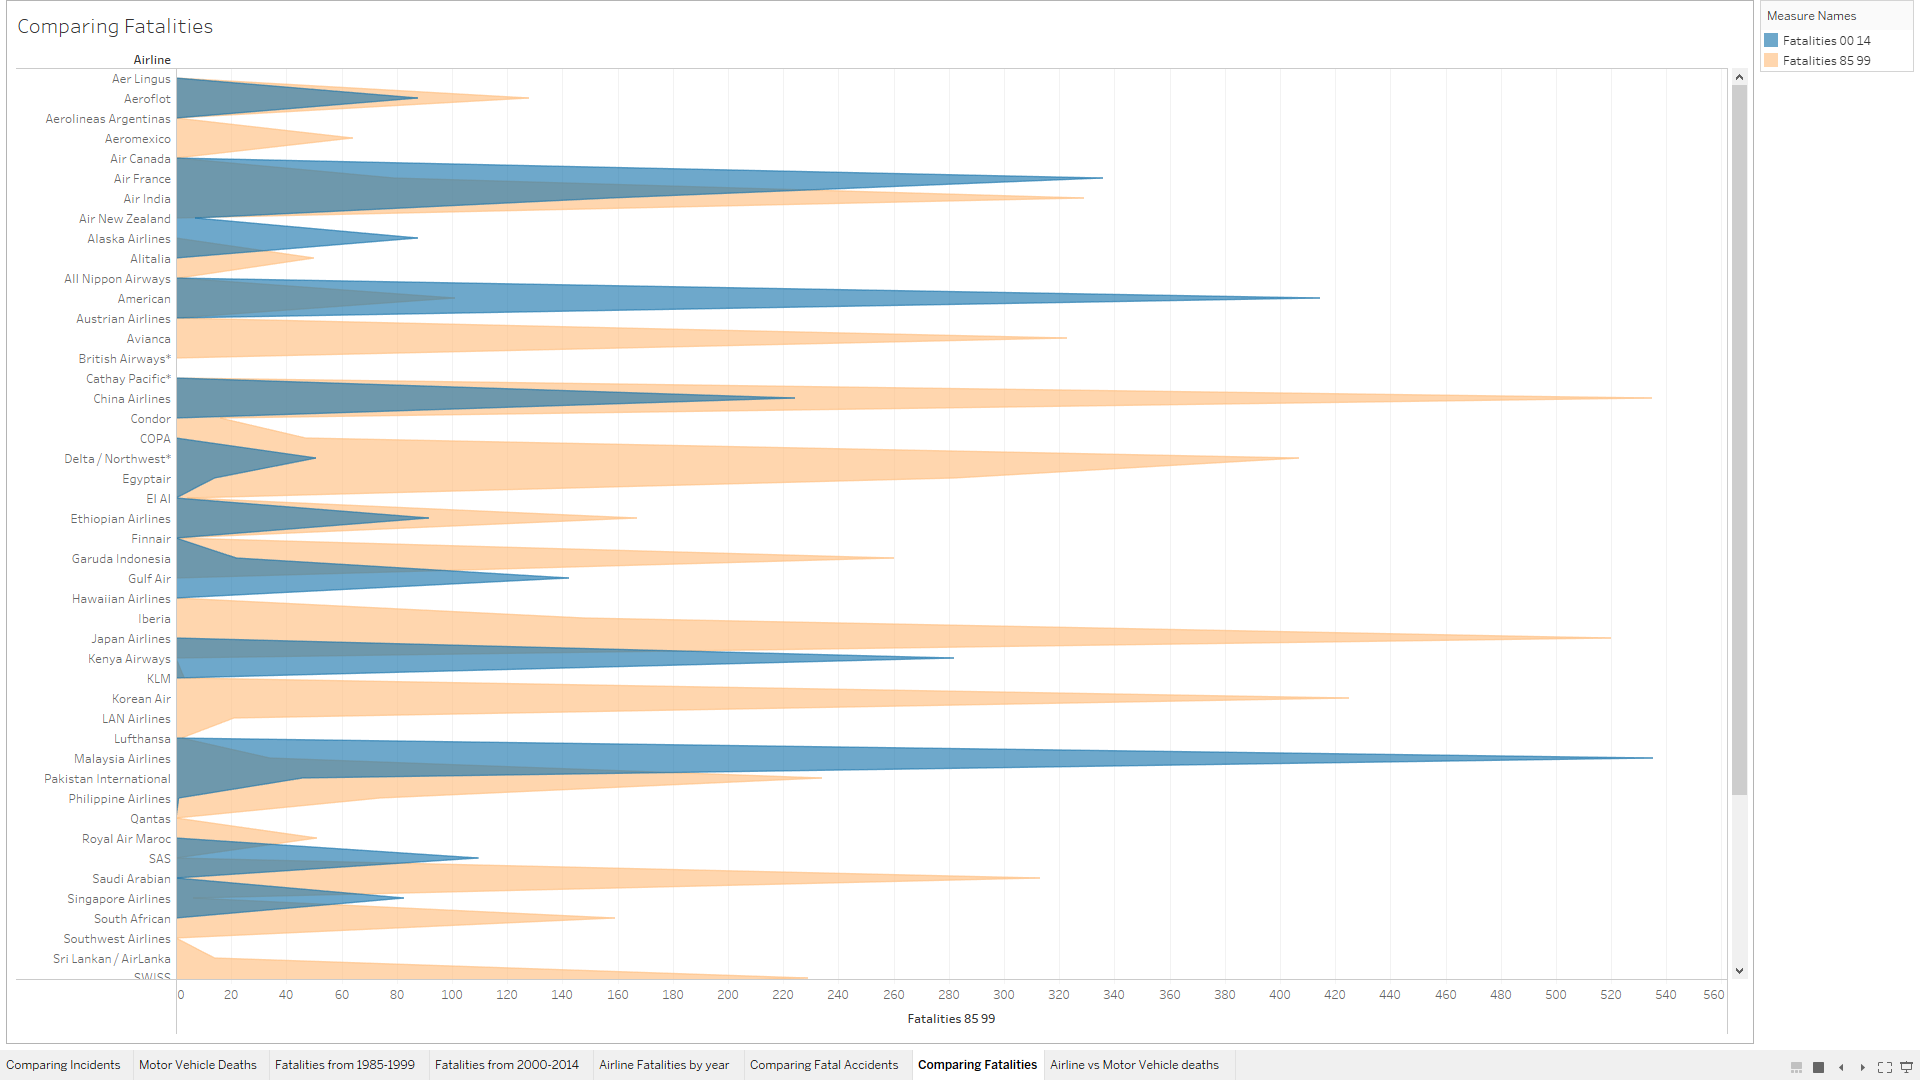 Comparing Fatalities
Measure Names
Fatalities 00 14
Fatalities 85 99
Airline
Aer Lingus
Aeroflot
Aerolineas Argentinas
Aeromexico
Air Canada
Air France
Air India
Air New Zealand
Alaska Airlines
Alitalia
All Nippon Airways
American
Austrian Airlines
Avianca
British Airways*
Cathay Pacific*
China Airlines
Condor
COPA
Delta / Northwest*
Egyptair
El Al
Ethiopian Airlines
Finnair
Garuda Indonesia
Gulf Air
Hawaiian Airlines
Iberia
Japan Airlines
Kenya Airways
KLM
Korean Air
LAN Airlines
Lufthansa
Malaysia Airlines
Pakistan International
Philippine Airlines
Qantas
Royal Air Maroc
SAS
Saudi Arabian
Singapore Airlines
South African
Southwest Airlines
Sri Lankan / AirLanka
SWISS
0 20 40 60 80 100 120 140 160 180 200 220 240 260 280 300 320 340 360 380 400 420 440 460 480 500 520 540 560
Fatalities 85 99
Comparing Incidents Motor Vehicle Deaths Fatalities from 1985-1999 Fatalities from 2000-2014 Airline Fatalities by year Comparing Fatal Accidents Comparing Fatalities Airline vs Motor Vehicle deaths